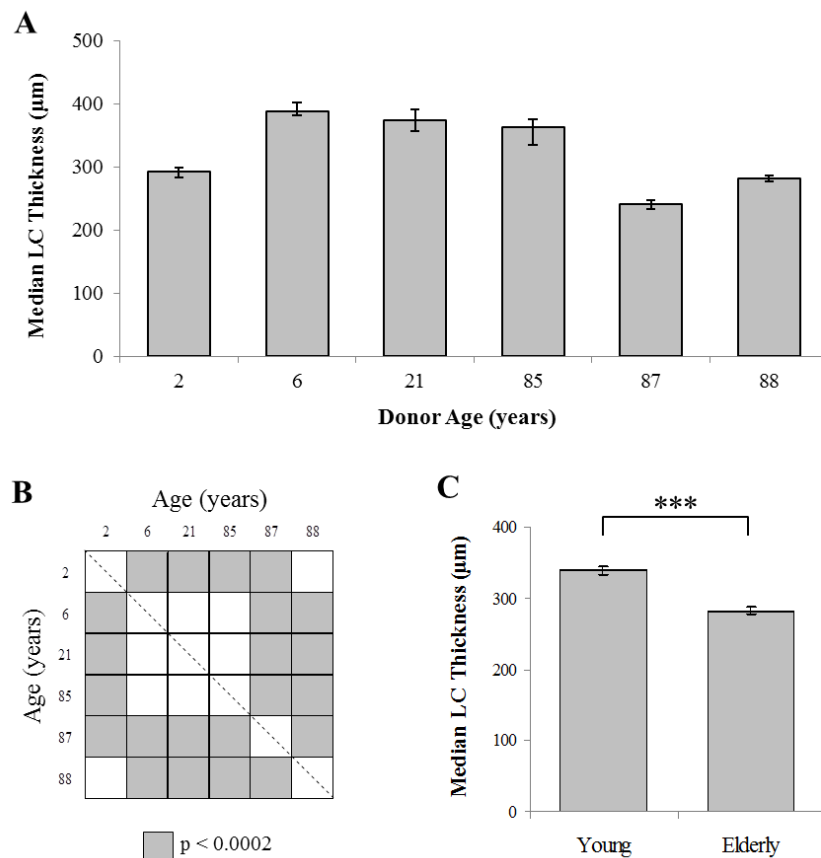 A
Median LC Thickness (μm)
500
400
300
200
100
0
2 6 21 85 87 88
Donor Age (years)
B
Age (years)
2 6 21 85 87 88
Age (years)
2
6
21
85
87
88
p < 0.0002
C
***
Median LC Thickness (μm)
400
300
200
100
0
Young Elderly